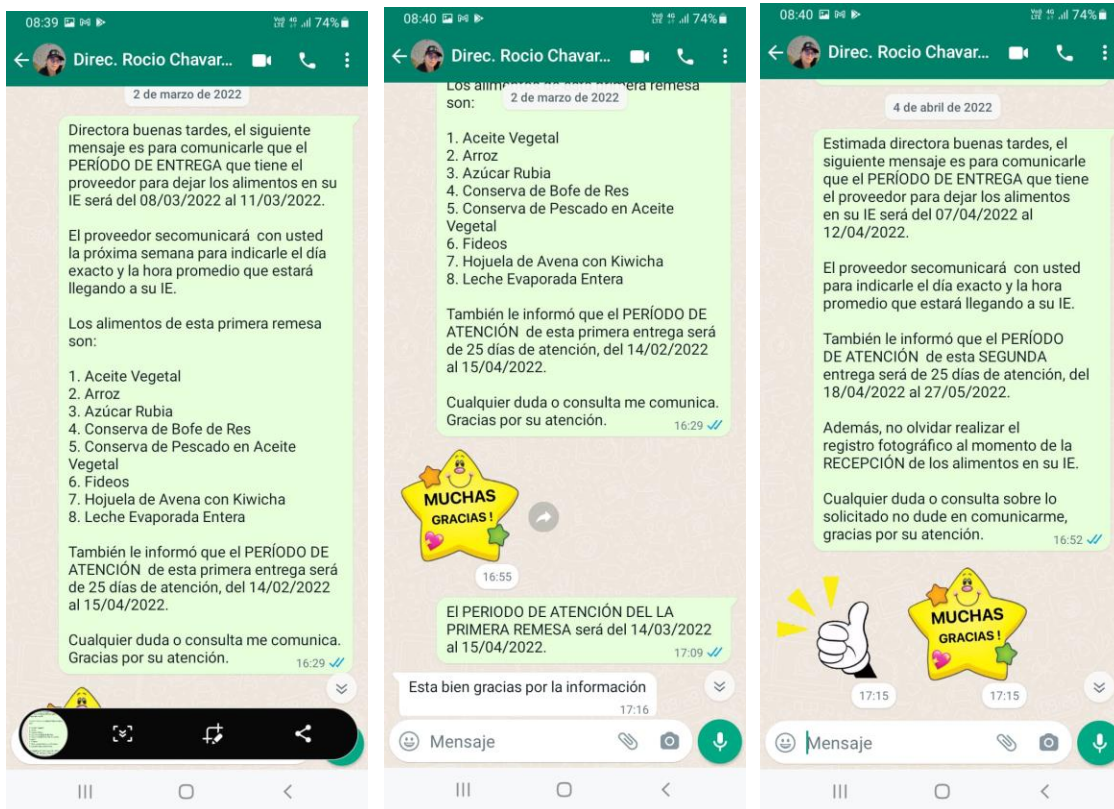 08:39
74%
Direc. Rocio Chavar...
2 de marzo de 2022
Directora buenas tardes, el siguiente
mensaje es para comunicarle que el
PERÍODO DE ENTREGA que tiene el
proveedor para dejar los alimentos en su
IE será del 08/03/2022 al 11/03/2022.
El proveedor secomunicará con usted
la próxima semana para indicarle el día
exacto y la hora promedio que estará
llegando a su IE.
Los alimentos de esta primera remesa
son:
1. Aceite Vegetal
2. Arroz
3. Azúcar Rubia
4. Conserva de Bofe de Res
5. Conserva de Pescado en Aceite
Vegetal
6. Fideos
7. Hojuela de Avena con Kiwicha
8. Leche Evaporada Entera
También le informó que el PERÍODO DE
ATENCIÓN de esta primera entrega será
de 25 días de atención, del 14/02/2022
al 15/04/2022.
Cualquier duda o consulta me comunica.
Gracias por su atención.
16:29
08:40
74%
Direc. Rocio Chavar...
2 de marzo de 2022
son:
1. Aceite Vegetal
2. Arroz
3. Azúcar Rubia
4. Conserva de Bofe de Res
5. Conserva de Pescado en Aceite
Vegetal
6. Fideos
7. Hojuela de Avena con Kiwicha
8. Leche Evaporada Entera
También le informó que el PERÍODO DE
ATENCIÓN de esta primera entrega será
de 25 días de atención, del 14/02/2022
al 15/04/2022.
Cualquier duda o consulta me comunica.
Gracias por su atención.
16:29
MUCHAS
GRACIAS !
16:55
El PERIODO DE ATENCIÓN DEL LA
PRIMERA REMESA será del 14/03/2022
al 15/04/2022.
17:09
Esta bien gracias por la información
17:16
Mensaje
08:40
74%
Direc. Rocio Chavar...
4 de abril de 2022
Estimada directora buenas tardes, el
siguiente mensaje es para comunicarle
que el PERÍODO DE ENTREGA que tiene
el proveedor para dejar los alimentos
en su IE será del 07/04/2022 al
12/04/2022.
El proveedor secomunicará con usted
para indicarle el día exacto y la hora
promedio que estará llegando a su IE.
También le informó que el PERÍODO
DE ATENCIÓN de esta SEGUNDA
entrega será de 25 días de atención, del
18/04/2022 al 27/05/2022.
Además, no olvidar realizar el
registro fotográfico al momento de la
RECEPCIÓN de los alimentos en su IE.
Cualquier duda o consulta sobre lo
solicitado no dude en comunicarme,
gracias por su atención.
16:52
MUCHAS
GRACIAS !
17:15
17:15
Mensaje